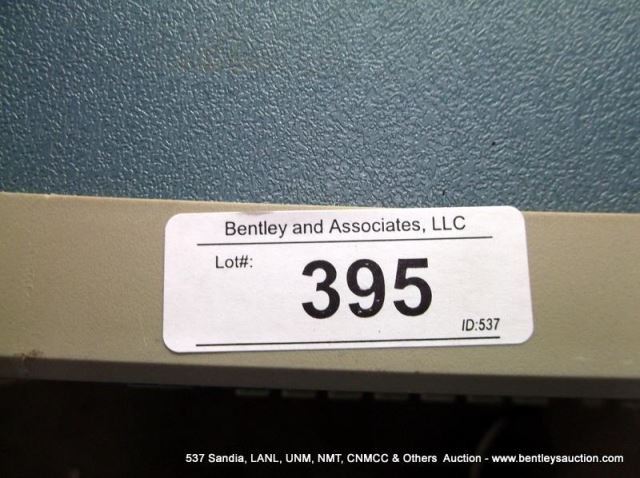 Bentley and Associates, LLC
Lot#:
395
ID:537
537 Sandia, LANL, UNM, NMT, CNMCC & Others Auction - www.bentleysauction.com